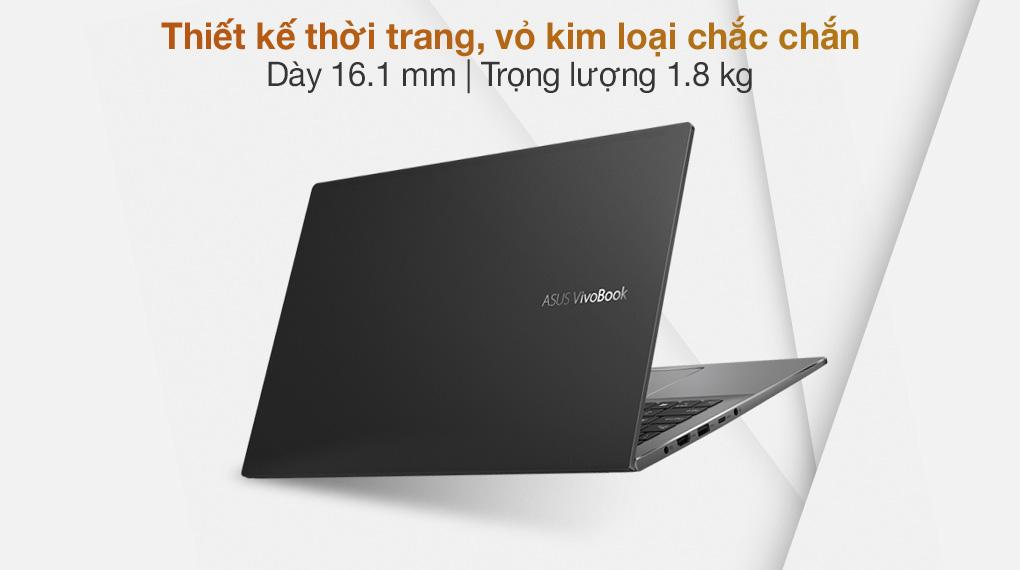 Thiết kế thời trang, vỏ kim loại chắc chắn
Dày 16.1 mm | Trọng lượng 1.8 kg
ASUS VivoBook